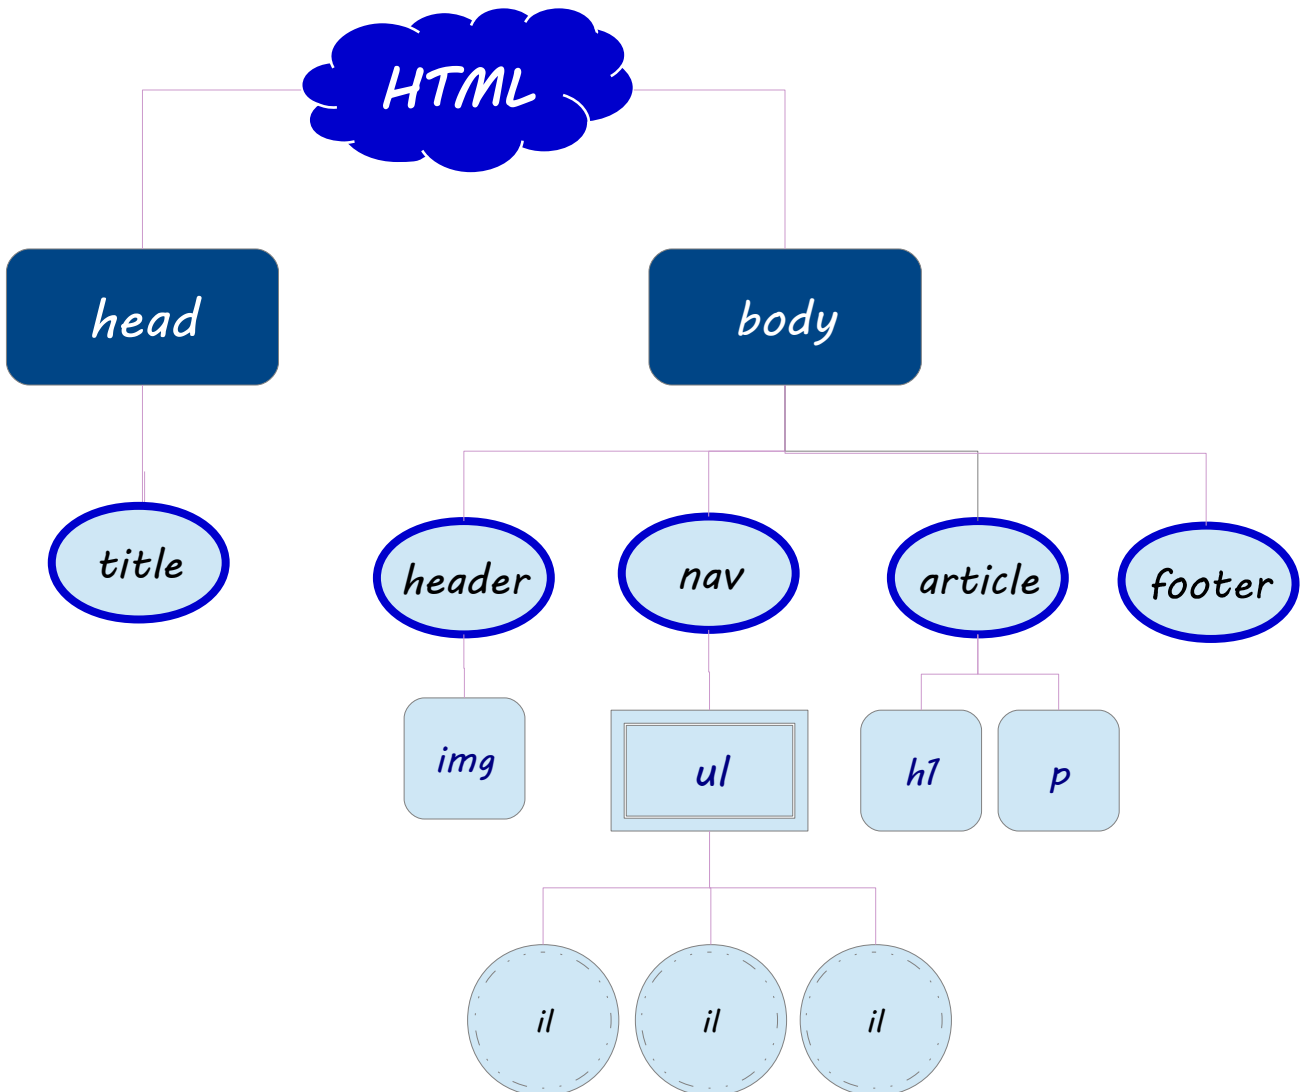 HTML
head
body
title
header
nav
article
footer
img
ul
h1
p
il
il
il